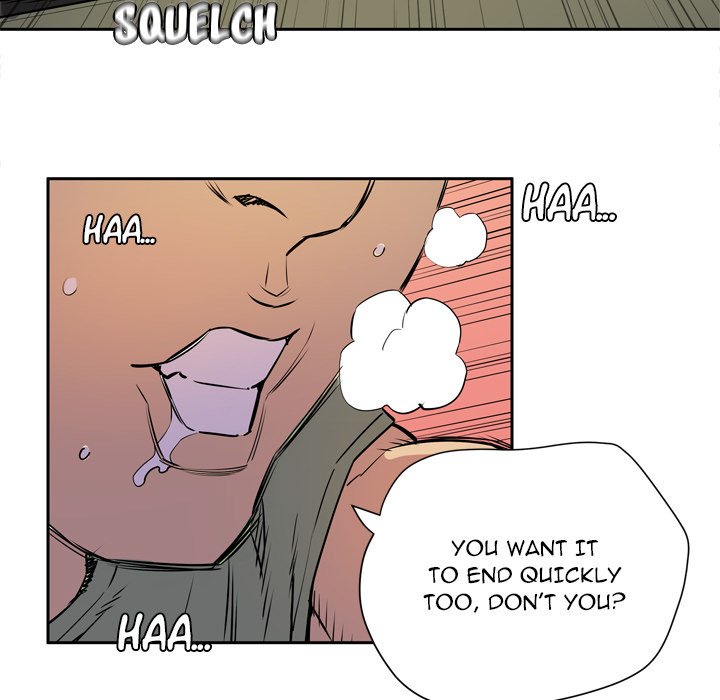 SQUELCH
HAA...
HAA...
YOU WANT IT
TO END QUICKLY
TOO, DON'T YOU?
HAA...